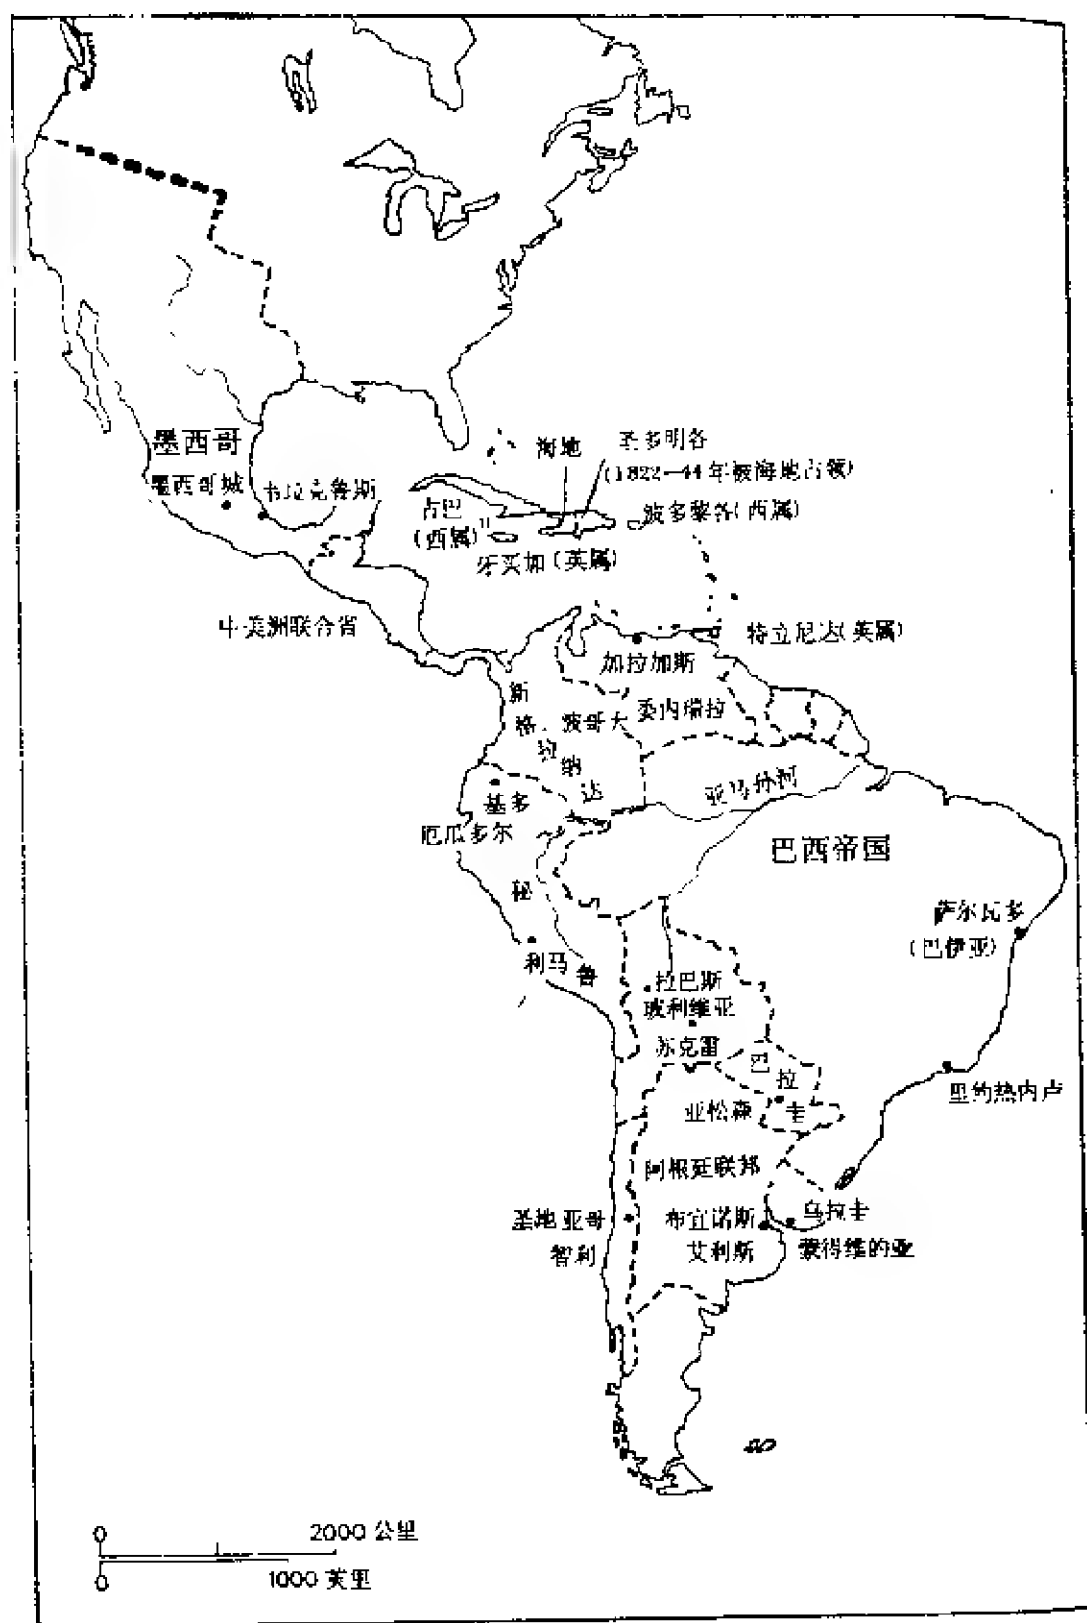 墨西哥
墨西哥城
韦拉克鲁斯
海地
圣多明各
(1822—44年被海地占领)
古巴
(西属)
波多黎各(西属)
牙买加(英属)
中美洲联合省
特立尼达(英属)
加拉加斯
委内瑞拉
新格拉纳达
波哥大
基多
厄瓜多尔
亚马孙河
巴西帝国
秘鲁
利马
萨尔瓦多
(巴伊亚)
拉巴斯
玻利维亚
苏克雷
巴拉圭
亚松森
里约热内卢
阿根廷联邦
圣地亚哥
智利
布宜诺斯
艾利斯
乌拉圭
蒙得维的亚
0
2000 公里
0
1000 英里